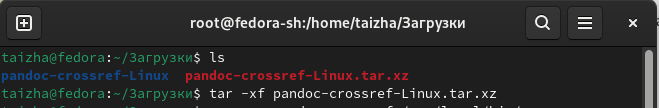 root@fedora-sh:/home/taizha/Загрузки
taizha@fedora:~/Загрузки$ ls
pandoc-crossref-Linux  pandoc-crossref-Linux.tar.xz
taizha@fedora:~/Загрузки$ tar -xf pandoc-crossref-Linux.tar.xz